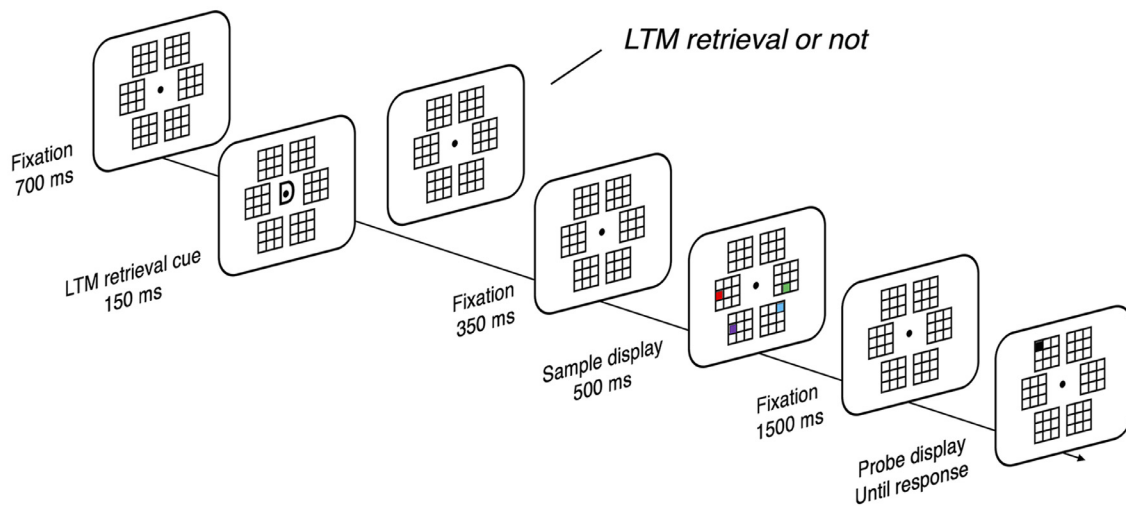 LTM retrieval or not
Fixation
700 ms
D
LTM retrieval cue
150 ms
Fixation
350 ms
Sample display
500 ms
Fixation
1500 ms
Probe display
Until response